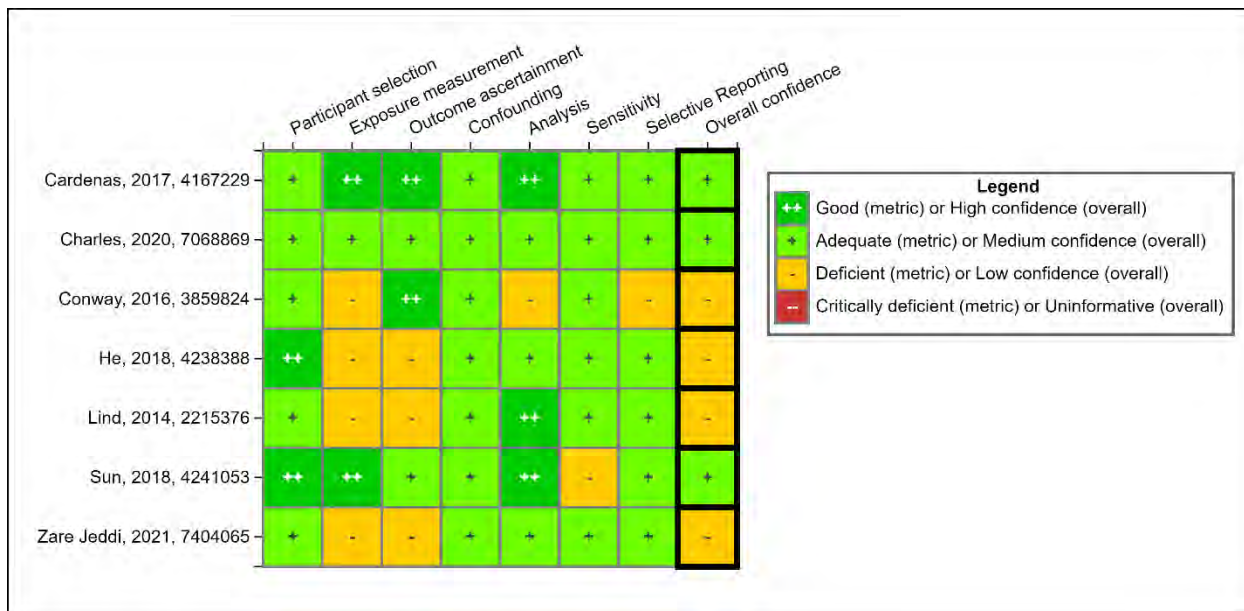 Participant selection
Exposure measurement
Outcome ascertainment
Confounding
Analysis
Sensitivity
Selective Reporting
Overall confidence
Cardenas, 2017, 4167229
+ ++ ++ + ++ + + +
Charles, 2020, 7068869
+ + + + + + + +
Conway, 2016, 3859824
+ - ++ + - + - -
He, 2018, 4238388
++ - - + + + + -
Lind, 2014, 2215376
+ - - + ++ + + -
Sun, 2018, 4241053
++ ++ + + ++ - + +
Zare Jeddi, 2021, 7404065
+ - - + + + + -
Legend
++ Good (metric) or High confidence (overall)
+ Adequate (metric) or Medium confidence (overall)
- Deficient (metric) or Low confidence (overall)
-- Critically deficient (metric) or Uninformative (overall)